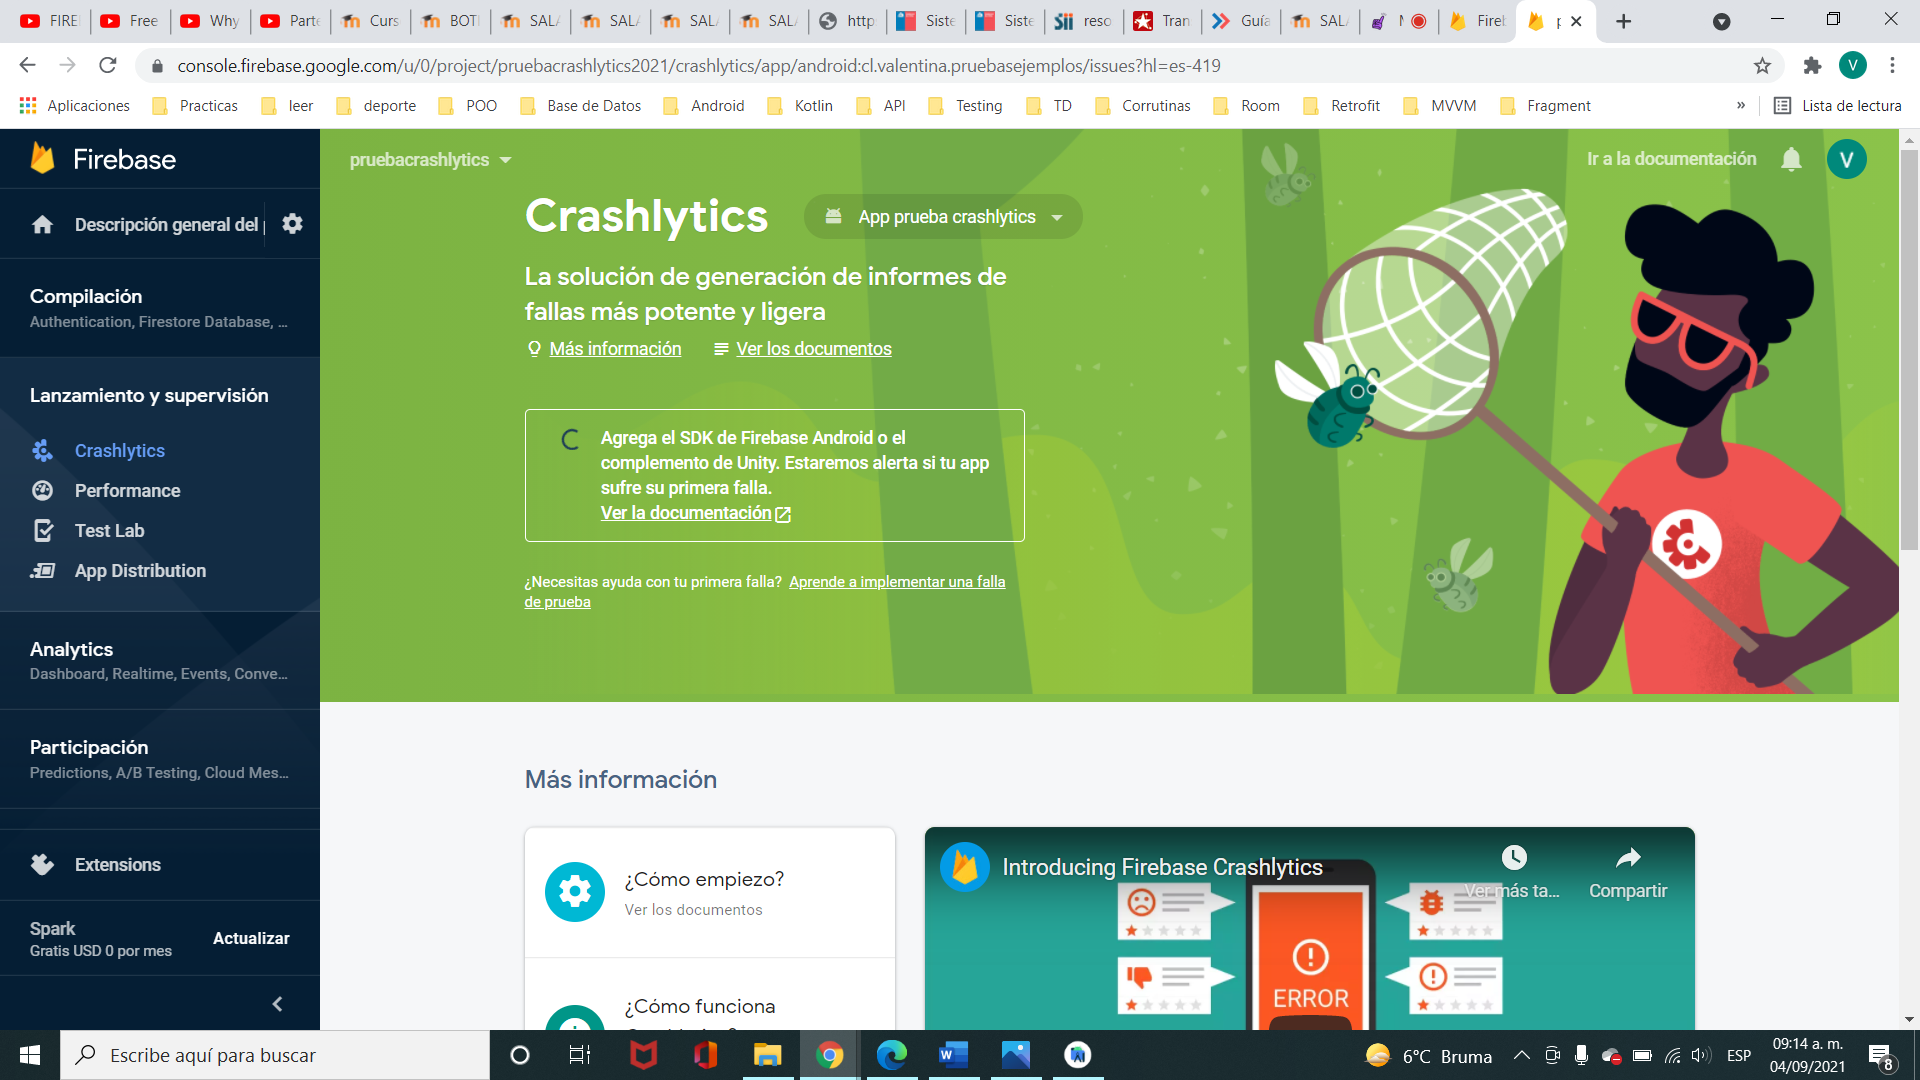 FIRE
Free
Why
Parte
Curs
BOT
SAL
SAL
SAL
SAL
http
Siste
Siste
sii
reso
Tran
Guía
SAL
Fireb
p
console.firebase.google.com/u/0/project/pruebacrashlytics2021/crashlytics/app/android:cl.valentina.pruebasejemplos/issues?hl=es-419
V
Aplicaciones
Practicas
leer
deporte
POO
Base de Datos
Android
Kotlin
API
Testing
TD
Corrutinas
Room
Retrofit
MVVM
Fragment
»
Lista de lectura
Firebase
pruebacrashlytics
Ir a la documentación
V
Descripción general del
Crashlytics
App prueba crashlytics
La solución de generación de informes de
fallas más potente y ligera
Más información
Ver los documentos
Compilación
Authentication, Firestore Database, ...
Lanzamiento y supervisión
Crashlytics
Performance
Test Lab
App Distribution
Agrega el SDK de Firebase Android o el
complemento de Unity. Estaremos alerta si tu app
sufre su primera falla.
Ver la documentación
¿Necesitas ayuda con tu primera falla? Aprende a implementar una falla
de prueba
Analytics
Dashboard, Realtime, Events, Conve...
Participación
Predictions, A/B Testing, Cloud Mes...
Extensions
Spark
Gratis USD 0 por mes
Actualizar
Más información
¿Cómo empiezo?
Ver los documentos
¿Cómo funciona
Introducing Firebase Crashlytics
Ver más ta...
Compartir
ERROR
Escribe aquí para buscar
6°C Bruma
ESP
09:14 a. m.
04/09/2021
8